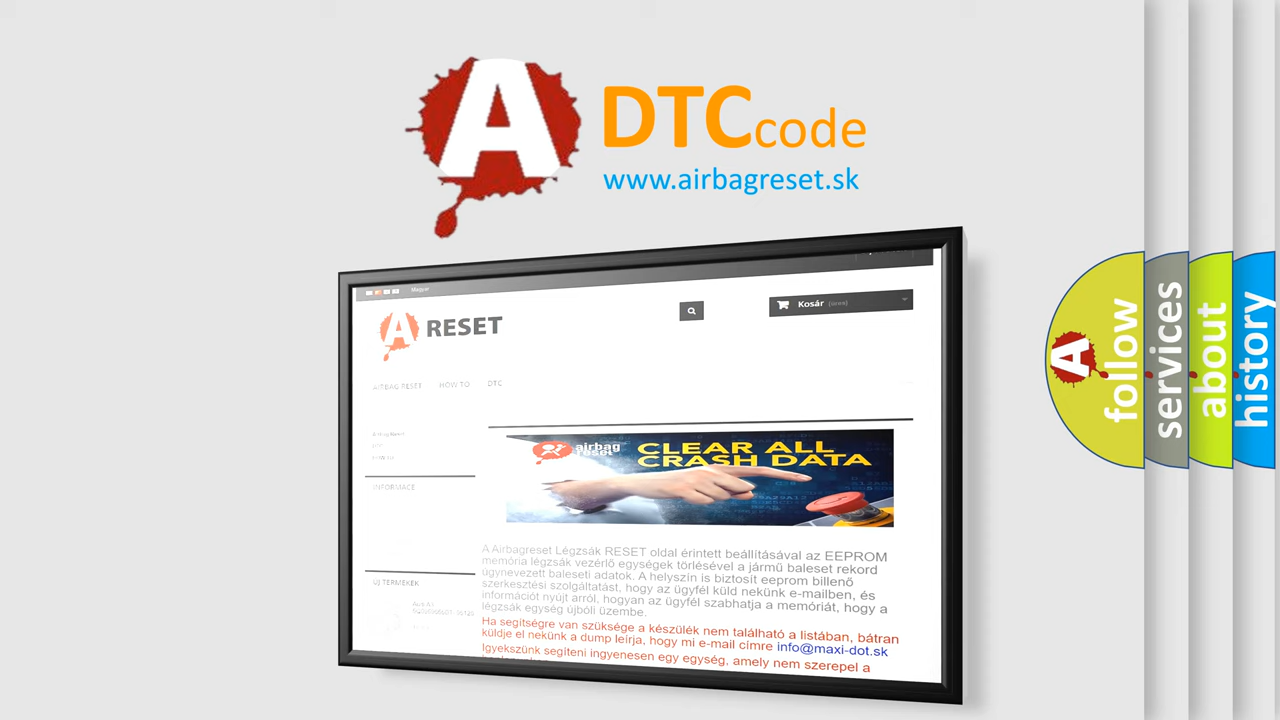 A DTCcode
www.airbagreset.sk
Magyar
A RESET
Kosár (üres)
AIRBAG RESET HOW TO DTC
INFORMACE
airbag
reset
CLEAR ALL
CRASH DATA
A Airbagreset Légzsák RESET oldal érintett beállításával az EEPROM
memória légzsák vezérlő egységek törlésével a jármű baleset rekord
úgynevezett baleseti adatok. A helyszín is biztosít eeprom billenő
szerkesztési szolgáltatást, hogy az ügyfél küld nekünk e-mailben, és
információt nyújt arról, hogyan az ügyfél szabhatja a memóriát, hogy a
légzsák egység újbóli üzembe.
Ha segítségre van szüksége a készülék nem található a listában, bátran
küldje el nekünk a dump leírja, hogy mi e-mail címre info@maxi-dot.sk
Igyekszünk segíteni ingyenesen egy egység, amely nem szerepel a
ÚJ TERMÉKEK
A
follow
services
about
history